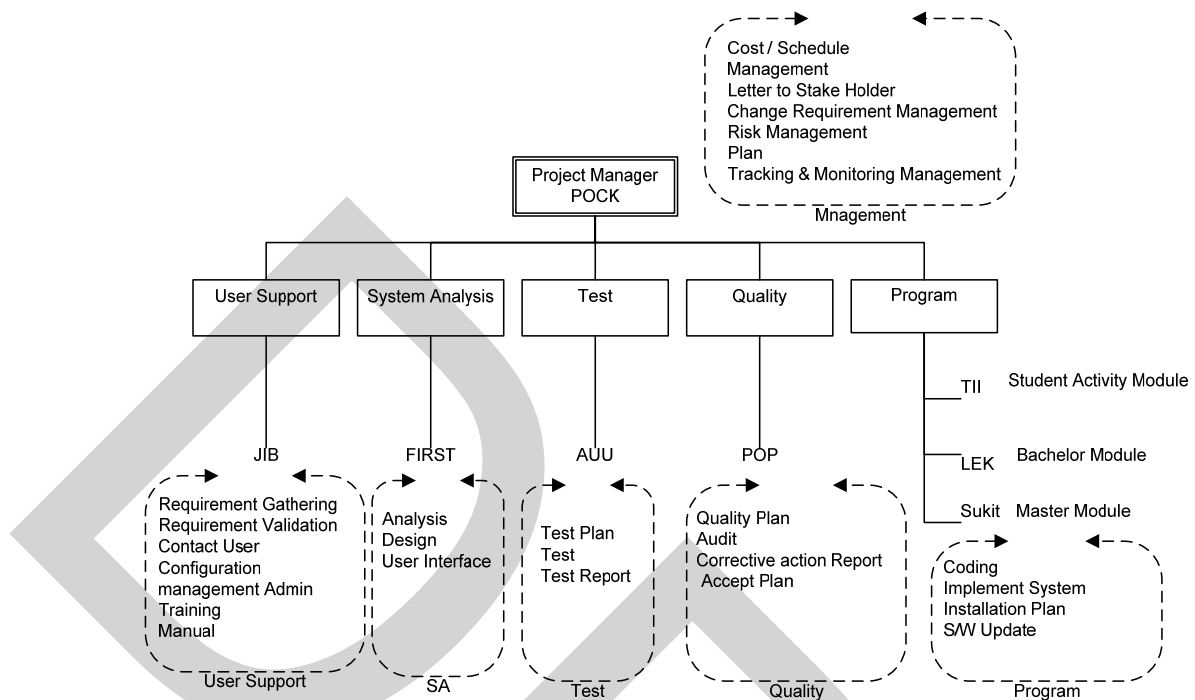 Cost / Schedule
Management
Letter to Stake Holder
Change Requirement Management
Risk Management
Plan
Tracking & Monitoring Management
Mnagement
Project Manager
POCK
User Support
System Analysis
Test
Quality
Program
TII
Student Activity Module
LEK
Bachelor Module
Sukit
Master Module
JIB
FIRST
AUU
POP
Requirement Gathering
Requirement Validation
Contact User
Configuration
management Admin
Training
Manual
User Support
Analysis
Design
User Interface
SA
Test Plan
Test
Test Report
Test
Quality Plan
Audit
Corrective action Report
Accept Plan
Quality
Coding
Implement System
Installation Plan
S/W Update
Program